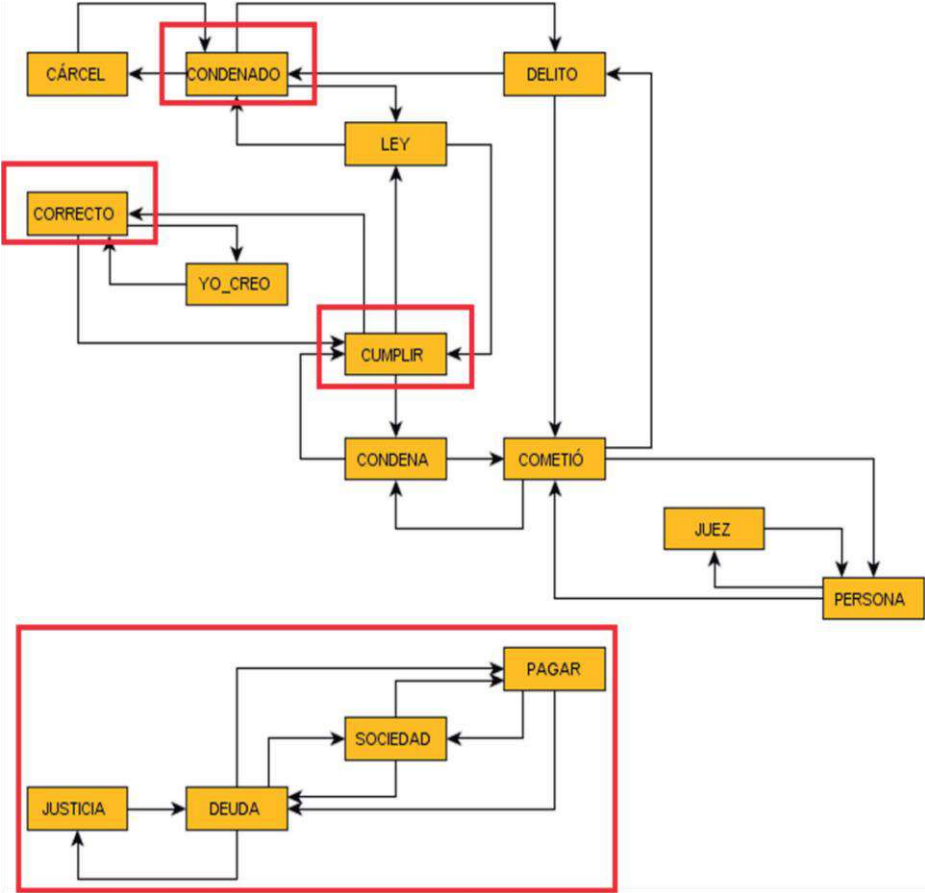 CÁRCEL
CONDENADO
DELITO
LEY
CORRECTO
YO_CREO
CUMPLIR
CONDENA
COMETIÓ
JUEZ
PERSONA
PAGAR
SOCIEDAD
JUSTICIA
DEUDA